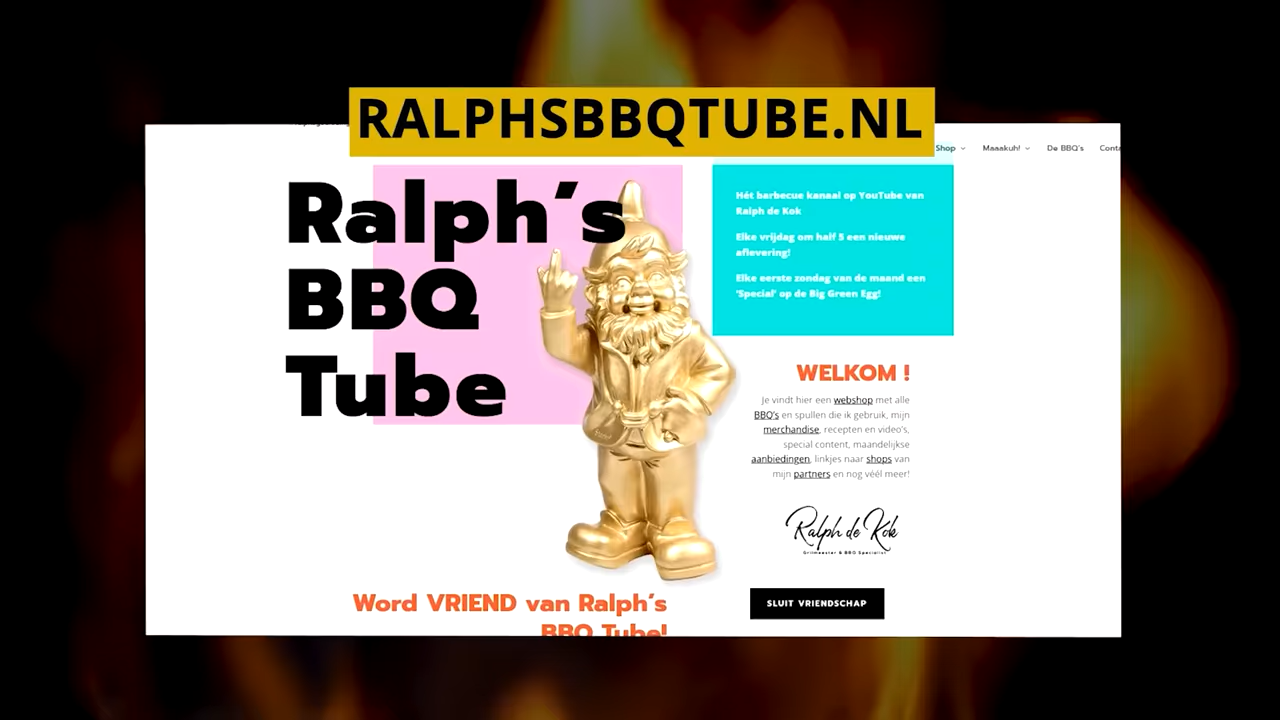 RALPHSBBQTUBE.NL
Shop
Maaakuh!
De BBQ's
Ralph's
BBQ
Tube
Hét barbecue kanaal op YouTube van
Ralph de Kok
Elke vrijdag om half 5 een nieuwe
aflevering!
Elke eerste zondag van de maand een
'Special' op de Big Green Egg!
WELKOM !
Je vindt hier een webshop met alle
BBQ's en spullen die ik gebruik, mijn
merchandise, recepten en video's,
special content, maandelijkse
aanbiedingen, linkjes naar shops van
mijn partners en nog véél meer!
Ralph de Kok
Grillmeester & BBQ Specialist
Word VRIEND van Ralph's
BBQ Tube!
SLUIT VRIENDSCHAP